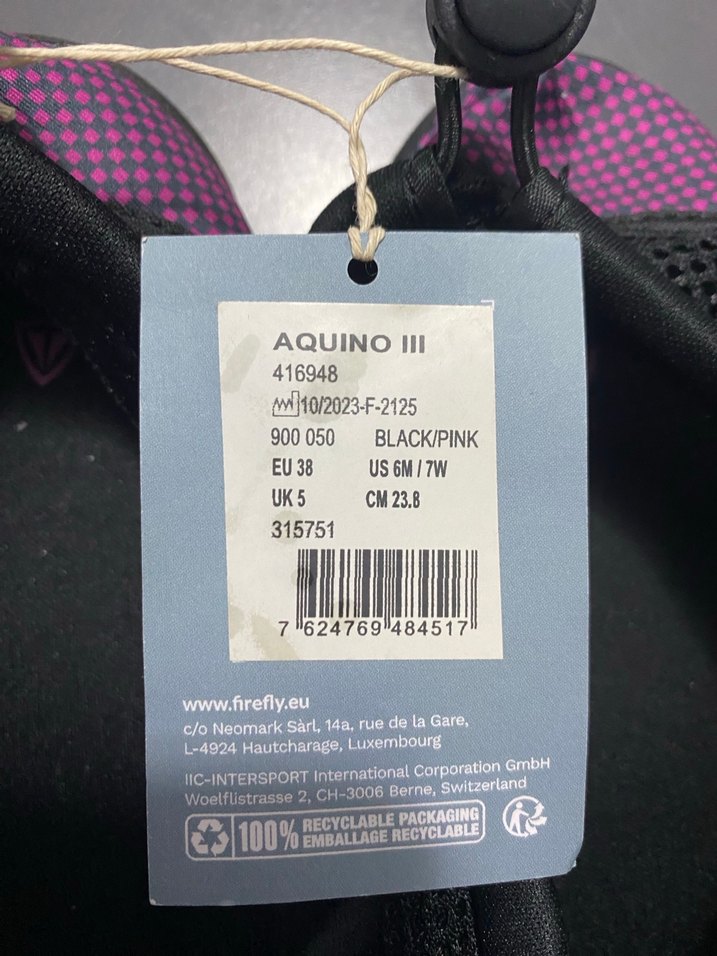 AQUINO III
416948
10/2023-F-2125
900 050 BLACK/PINK
EU 38 US 6M / 7W
UK 5 CM 23.8
315751
7 624769 484517
www.firefly.eu
c/o Neomark Sàrl, 14a, rue de la Gare,
L-4924 Hautcharage, Luxembourg
IIC-INTERSPORT International Corporation GmbH
Woelflistrasse 2, CH-3006 Berne, Switzerland
100% RECYCLABLE PACKAGING
EMBALLAGE RECYCLABLE